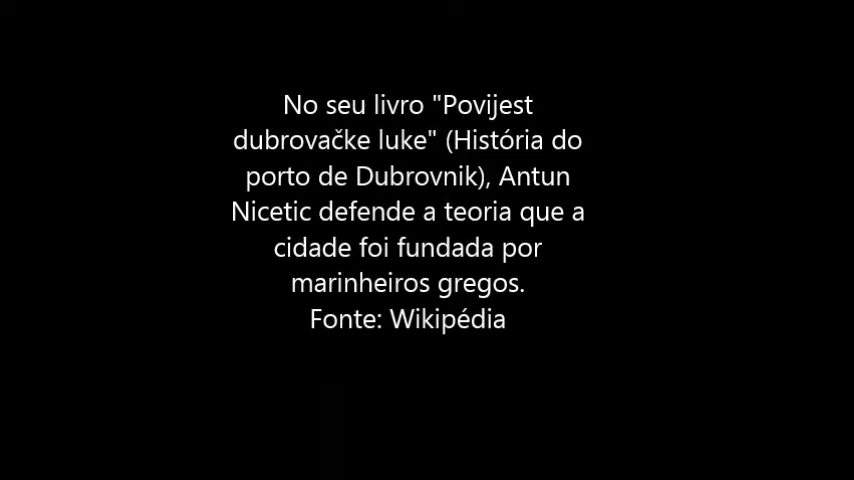 No seu livro "Povijest
dubrovačke luke" (História do
porto de Dubrovnik), Antun
Nicetic defende a teoria que a
cidade foi fundada por
marinheiros gregos.
Fonte: Wikipédia